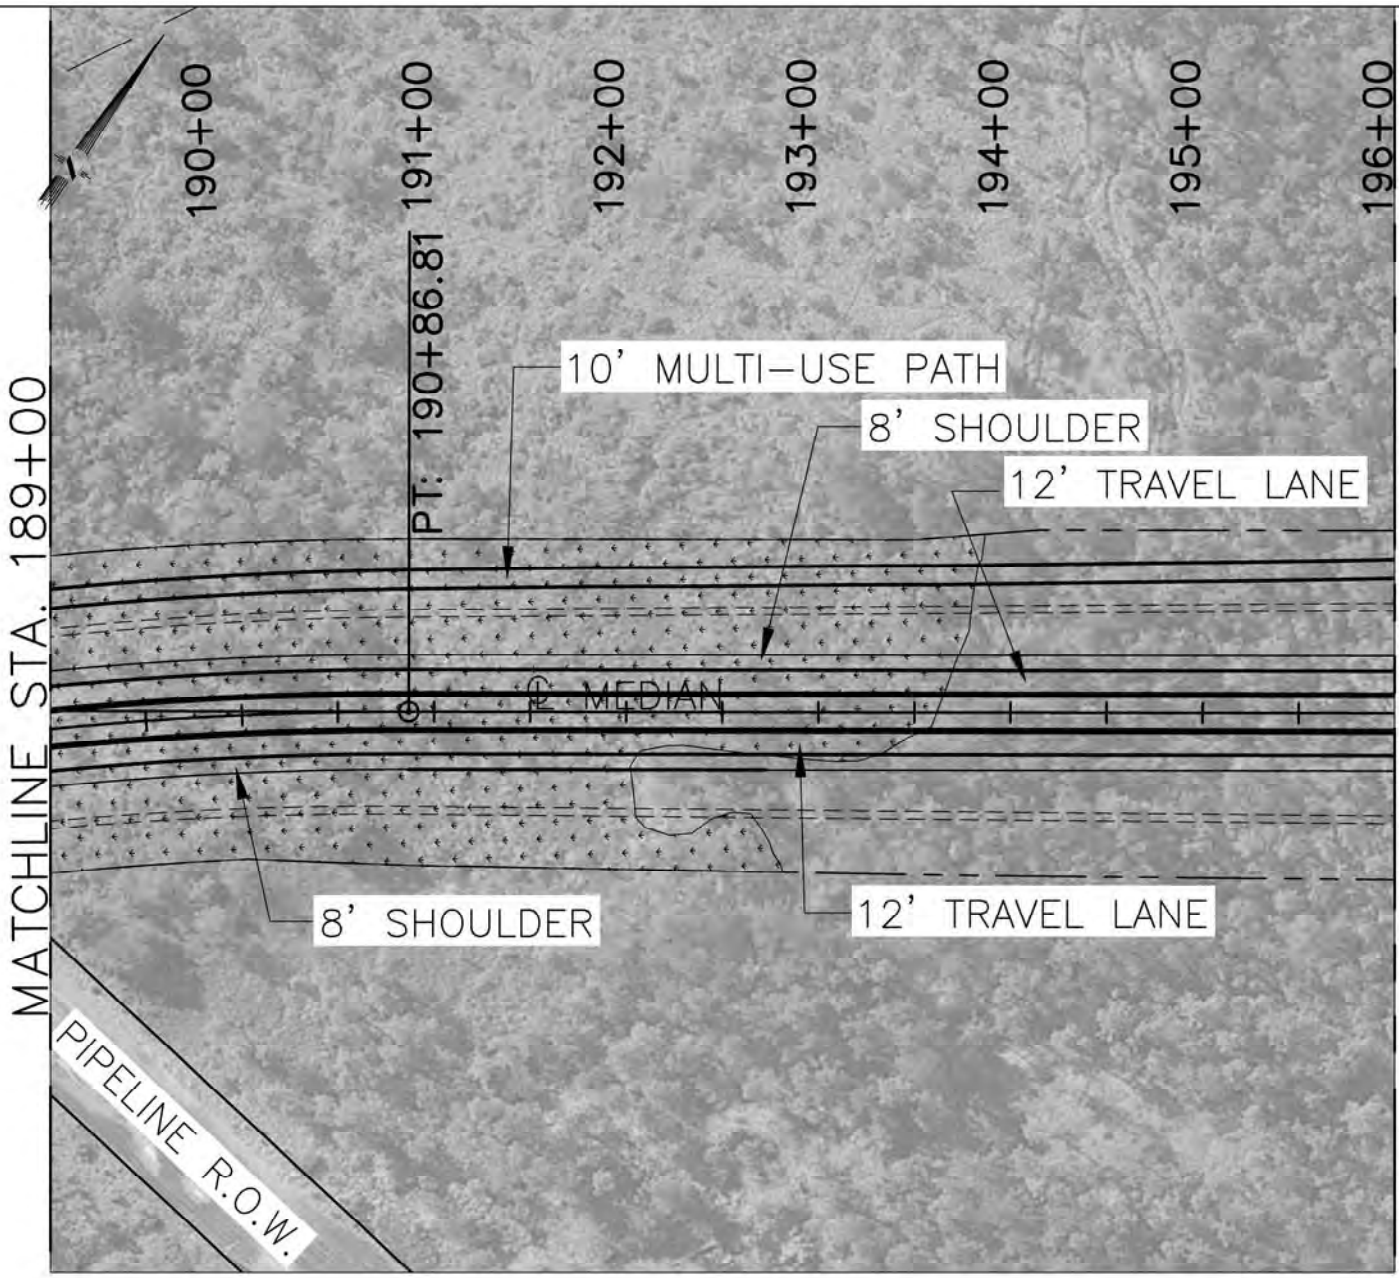 190+00
191+00
192+00
193+00
194+00
195+00
196+00
PT: 190+86.81
10' MULTI-USE PATH
8' SHOULDER
12' TRAVEL LANE
MATCHLINE STA. 189+00
℄ MEDIAN
8' SHOULDER
12' TRAVEL LANE
PIPELINE R.O.W.